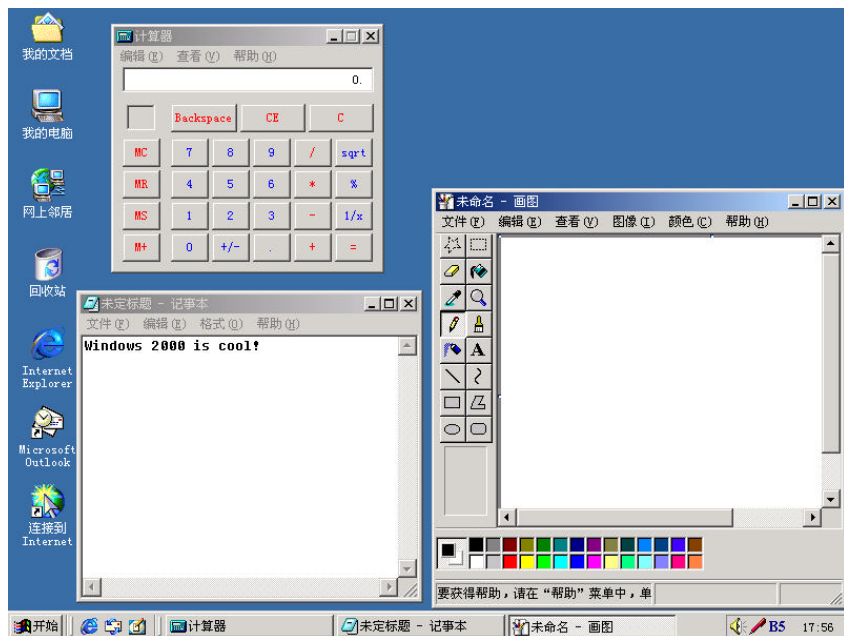 我的文档
我的电脑
网上邻居
回收站
Internet
Explorer
Microsoft
Outlook
连接到
Internet
计算器
编辑(E) 查看(V) 帮助(H)
0.
Backspace CE C
MC 7 8 9 / sqrt
MR 4 5 6 * %
MS 1 2 3 - 1/x
M+ 0 +/- . + =
未定标题 - 记事本
文件(F) 编辑(E) 格式(O) 帮助(H)
Windows 2000 is cool!
未命名 - 画图
文件(F) 编辑(E) 查看(V) 图像(I) 颜色(C) 帮助(H)
A
要获得帮助，请在“帮助”菜单中，单
开始 计算器 未定标题 - 记事本 未命名 - 画图 B5 17:56